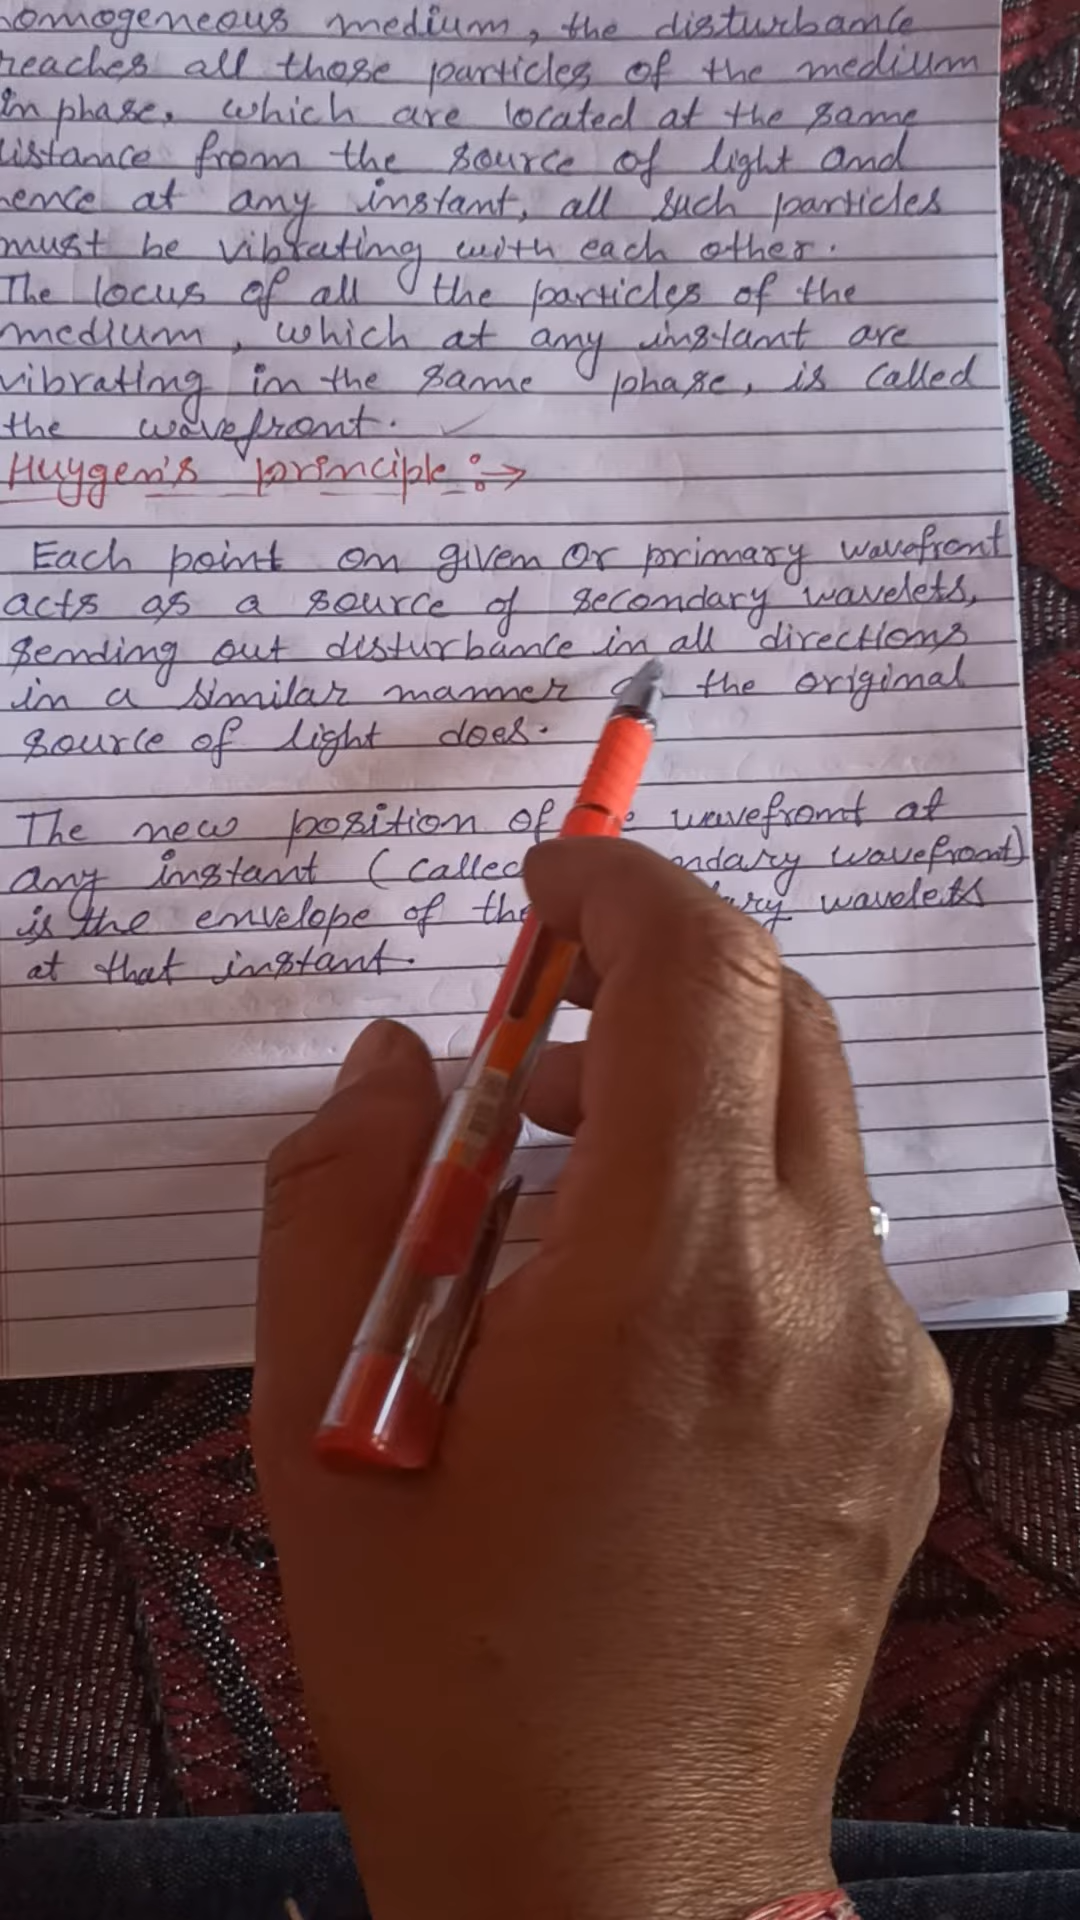 omogeneous medium, the disturbance
reaches all those particles of the medium
in phase, which are located at the same
istance from the source of light and
ence at any instant, all such particles
must be vibrating with each other.
The locus of all the particles of the
medium, which at any instant are
vibrating in the same phase, is called
the wavefront.
Huygen's principle :→
Each point on given or primary wavefront
acts as a source of secondary wavelets,
sending out disturbance in all directions
in a similar manner the original
source of light does.
The new position of wavefront at
any instant (called ndary wavefront)
is the envelope of the ry wavelets
at that instant.